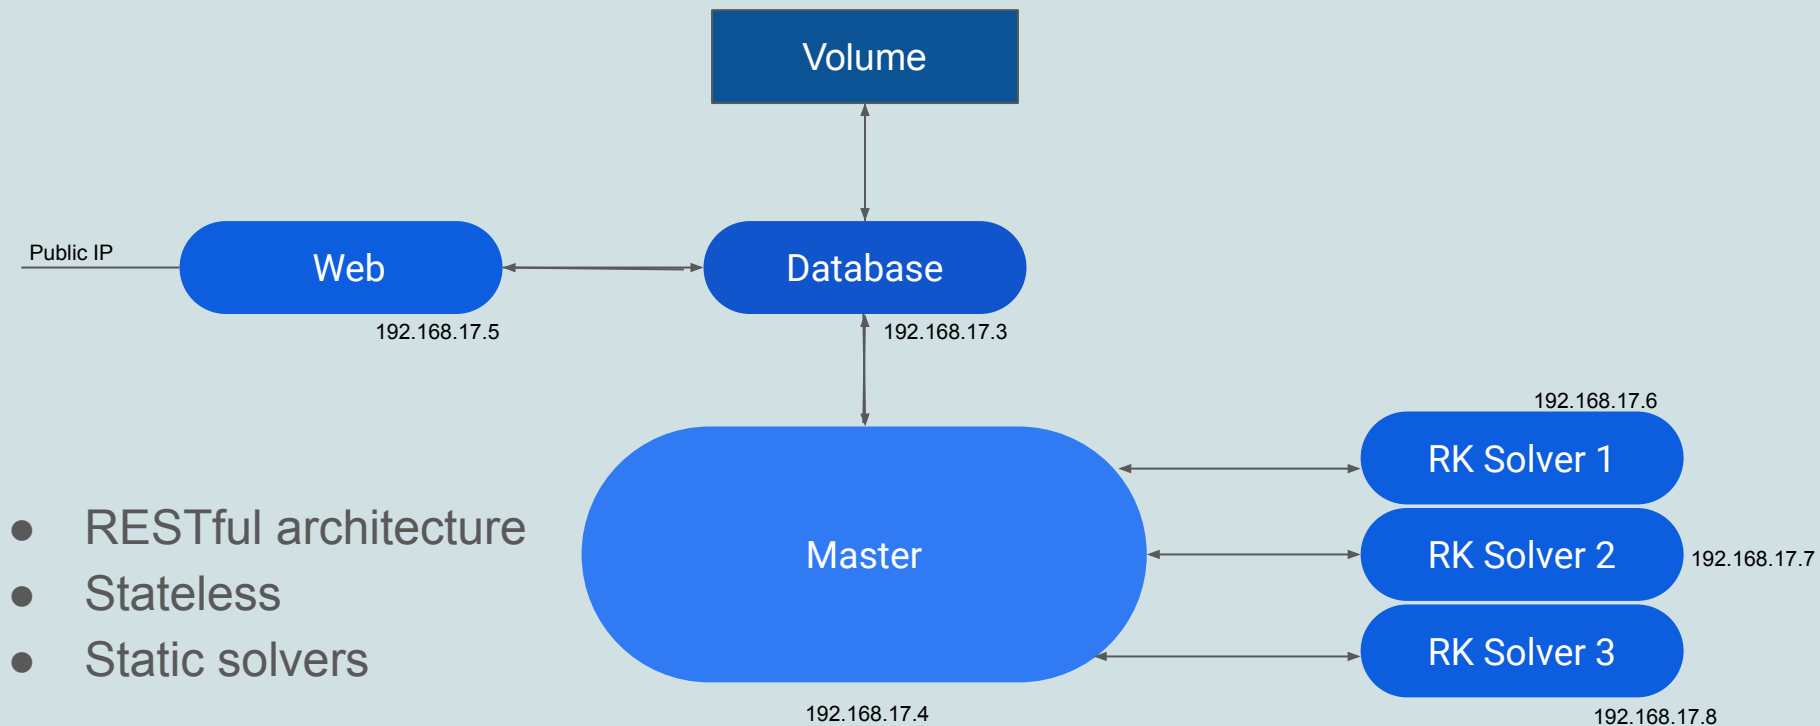 Volume
Public IP
Web
Database
192.168.17.5
192.168.17.3
192.168.17.6
RK Solver 1
● RESTful architecture
Master
RK Solver 2
192.168.17.7
● Stateless
● Static solvers
RK Solver 3
192.168.17.4
192.168.17.8